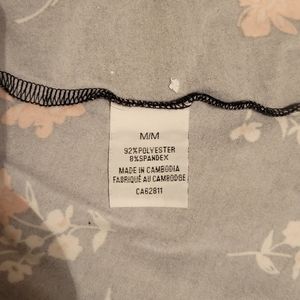 M/M
92%POLYESTER
8%SPANDEX
MADE IN CAMBODIA
FABRIQUÉ AU CAMBODGE
CA62811